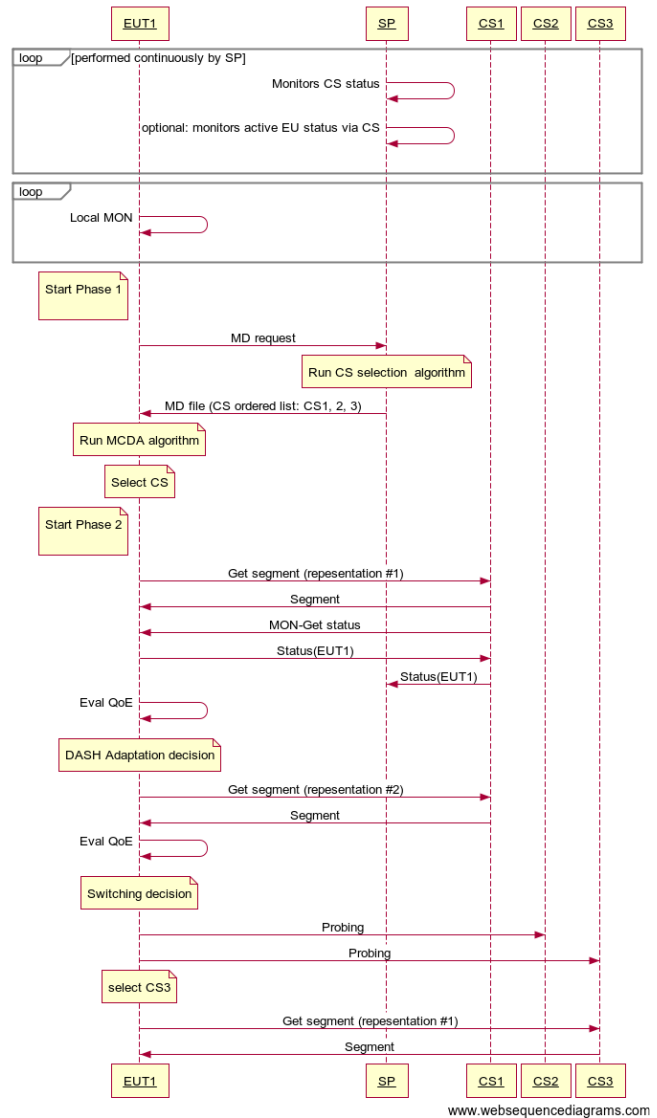 EUT1 SP CS1 CS2 CS3
loop [performed continuously by SP]
Monitors CS status
optional: monitors active EU status via CS
loop
Local MON
Start Phase 1
MD request
Run CS selection algorithm
MD file (CS ordered list: CS1, 2, 3)
Run MCDA algorithm
Select CS
Start Phase 2
Get segment (repesentation #1)
Segment
MON-Get status
Status(EUT1)
Status(EUT1)
Eval QoE
DASH Adaptation decision
Get segment (repesentation #2)
Segment
Eval QoE
Switching decision
Probing
Probing
select CS3
Get segment (repesentation #1)
Segment
EUT1 SP CS1 CS2 CS3
www.websequencediagrams.com